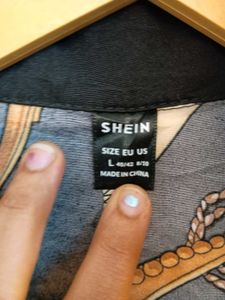 SHEIN
SIZE EU US
L 40/42 8/10
MADE IN CHINA